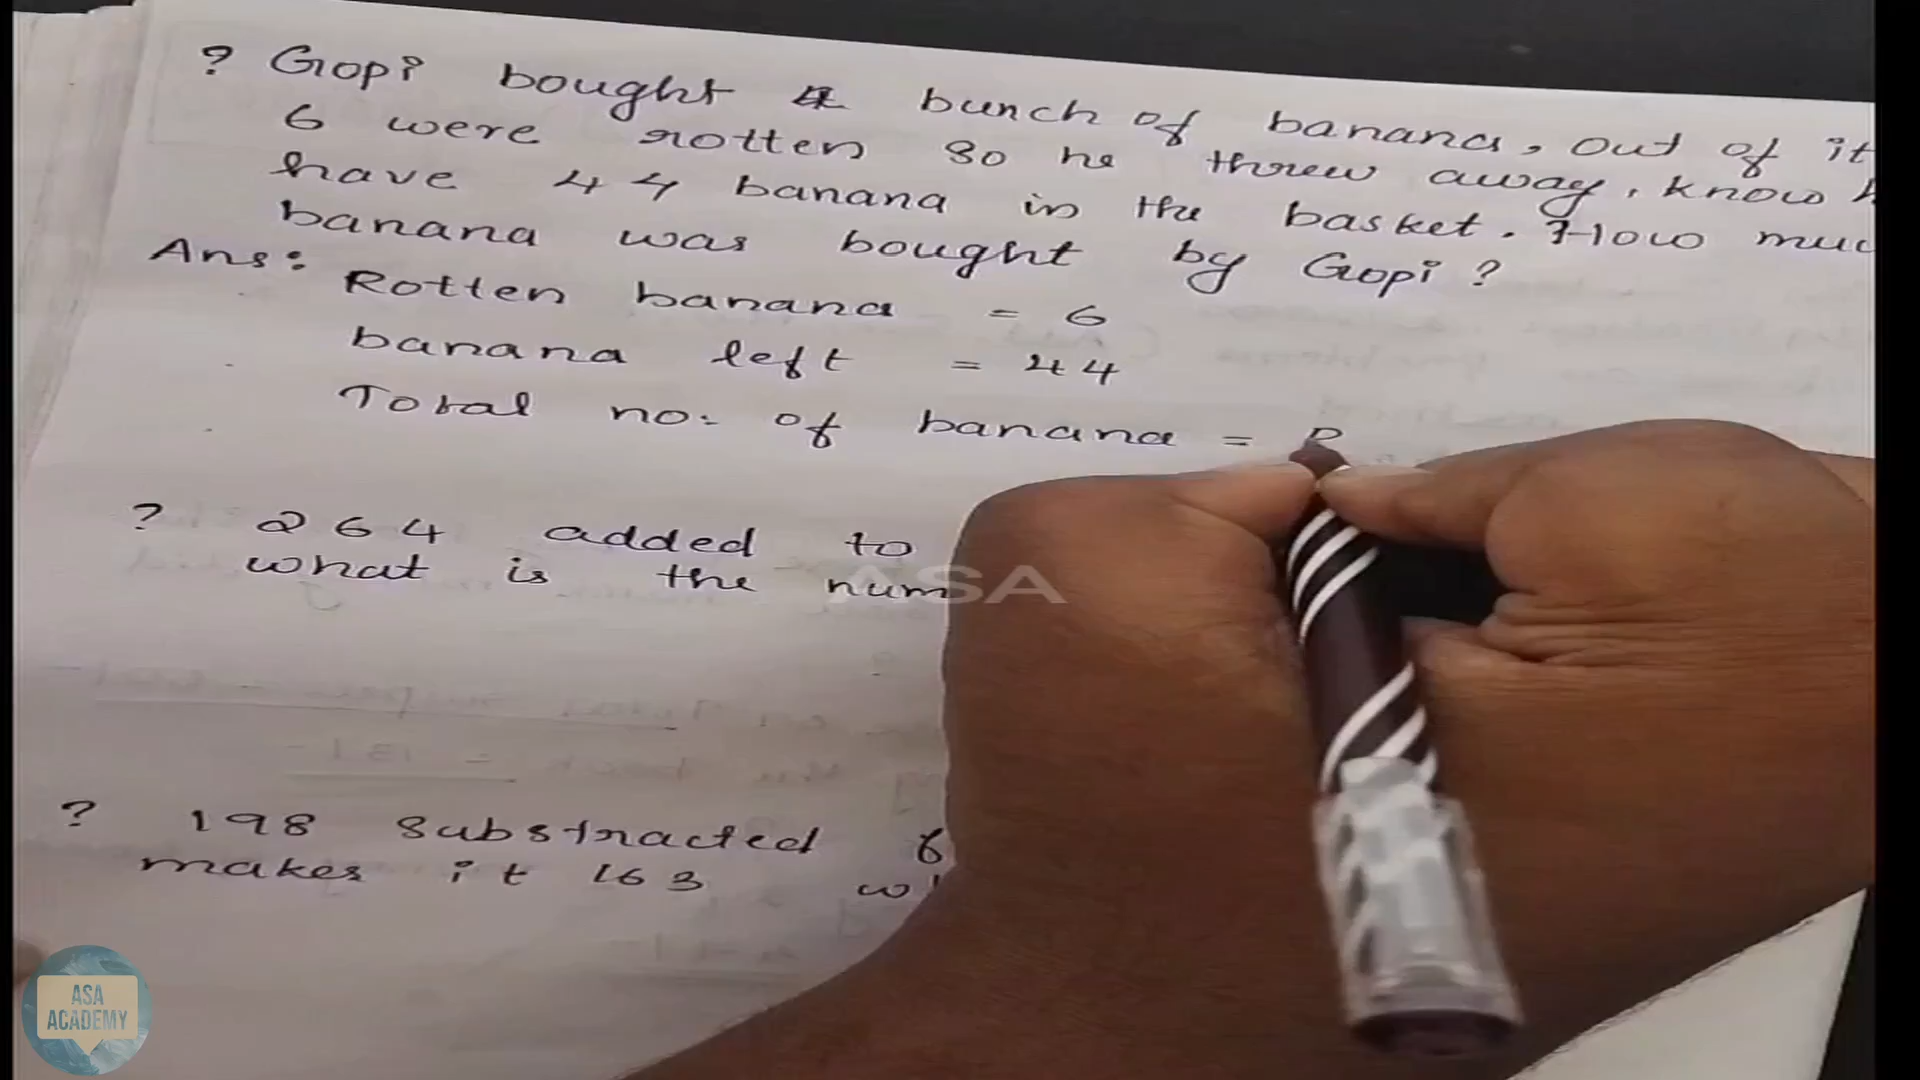 ? Gopi bought a bunch of banana, out of it
6 were rotten so he threw away, know
have 44 banana in the basket. How muc
banana was bought by Gopi ?
Ans:
Rotten banana = 6
banana left = 44
Total no: of banana = R
? 264 added to
what is the num
ASA
? 198 substracted f
makes it 163 w
ASA
ACADEMY